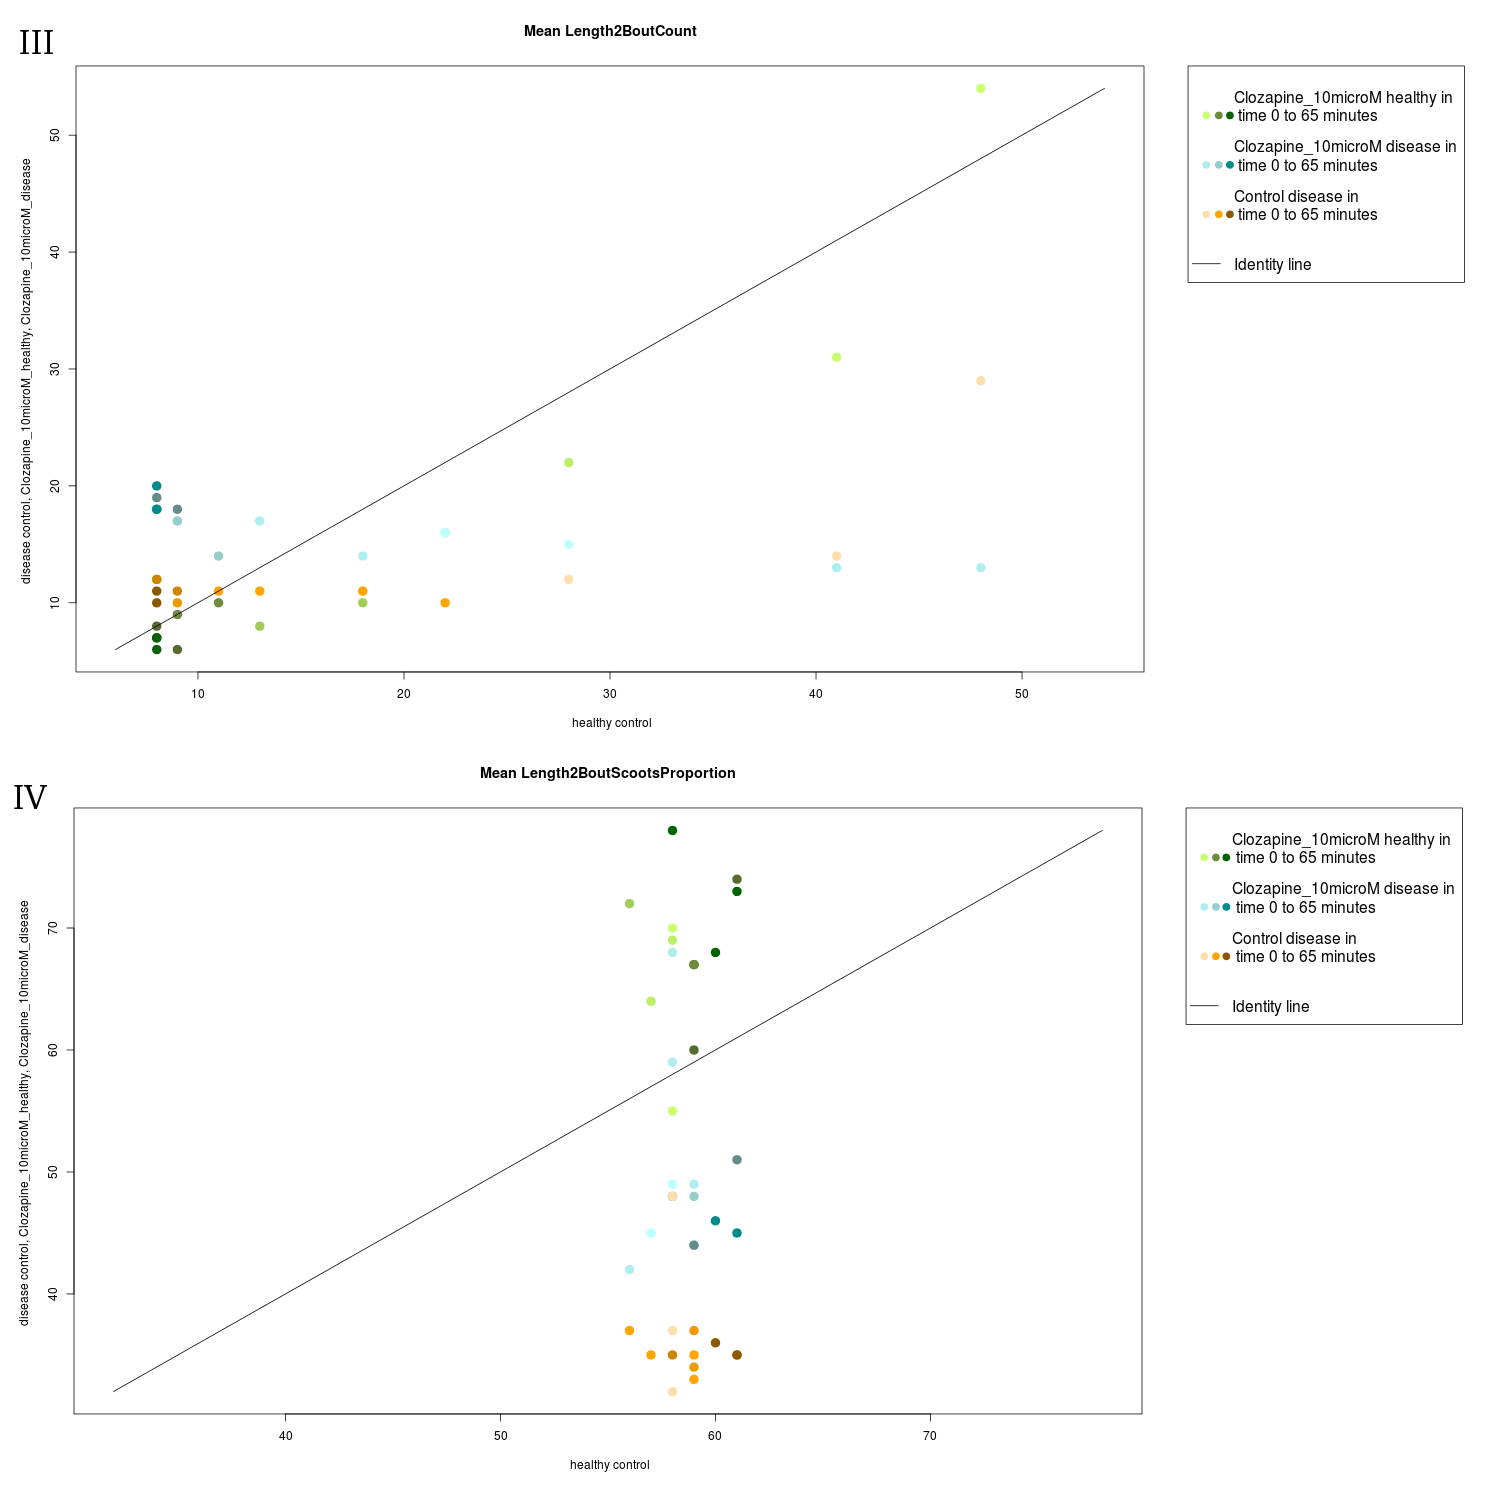 III
Mean Length2BoutCount
disease control, Clozapine_10microM_healthy, Clozapine_10microM_disease
50
40
30
20
10
10 20 30 40 50
healthy control
Clozapine_10microM healthy in
time 0 to 65 minutes
Clozapine_10microM disease in
time 0 to 65 minutes
Control disease in
time 0 to 65 minutes
Identity line
IV
Mean Length2BoutScootsProportion
disease control, Clozapine_10microM_healthy, Clozapine_10microM_disease
70
60
50
40
40 50 60 70
healthy control
Clozapine_10microM healthy in
time 0 to 65 minutes
Clozapine_10microM disease in
time 0 to 65 minutes
Control disease in
time 0 to 65 minutes
Identity line